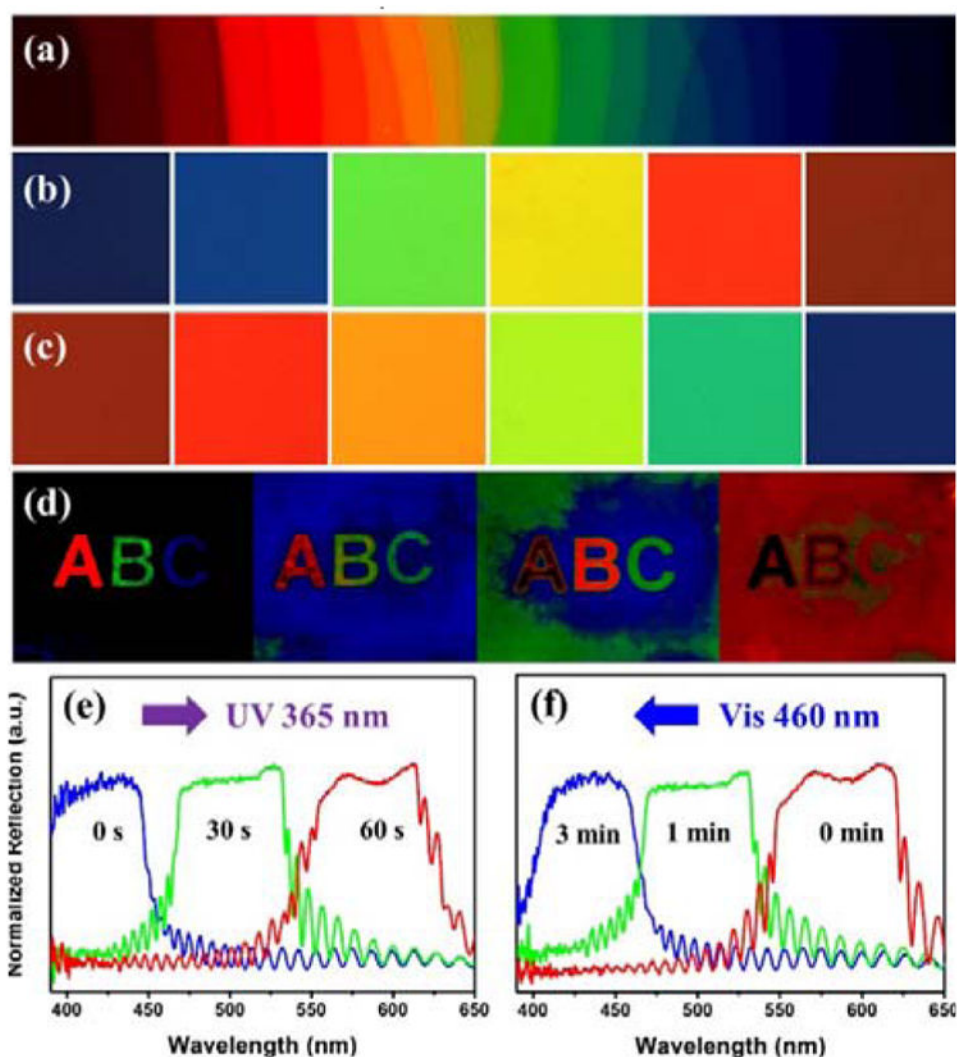 (a)
(b)
(c)
(d)
ABC ABC ABC ABC
(e) UV 365 nm
0 s 30 s 60 s
Normalized Reflection (a.u.)
400 450 500 550 600 650
Wavelength (nm)
(f) Vis 460 nm
3 min 1 min 0 min
400 450 500 550 600 650
Wavelength (nm)